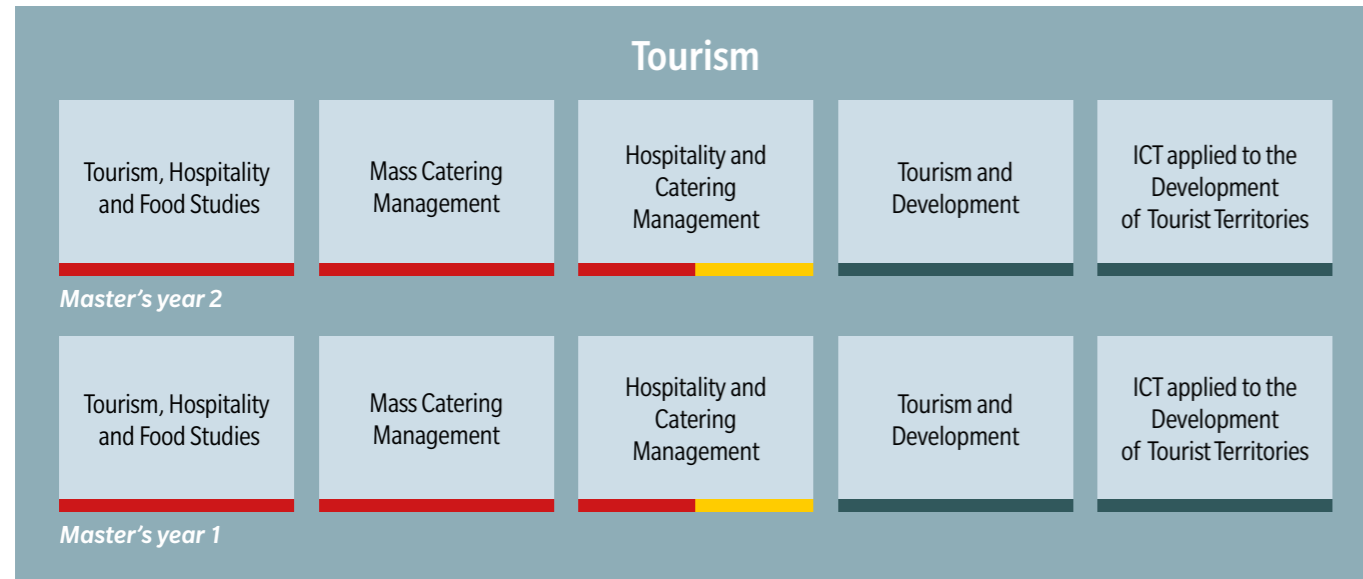 Tourism
Tourism, Hospitality
and Food Studies
Mass Catering
Management
Hospitality and
Catering
Management
Tourism and
Development
ICT applied to the
Development
of Tourist Territories
Master's year 2
Tourism, Hospitality
and Food Studies
Mass Catering
Management
Hospitality and
Catering
Management
Tourism and
Development
ICT applied to the
Development
of Tourist Territories
Master's year 1